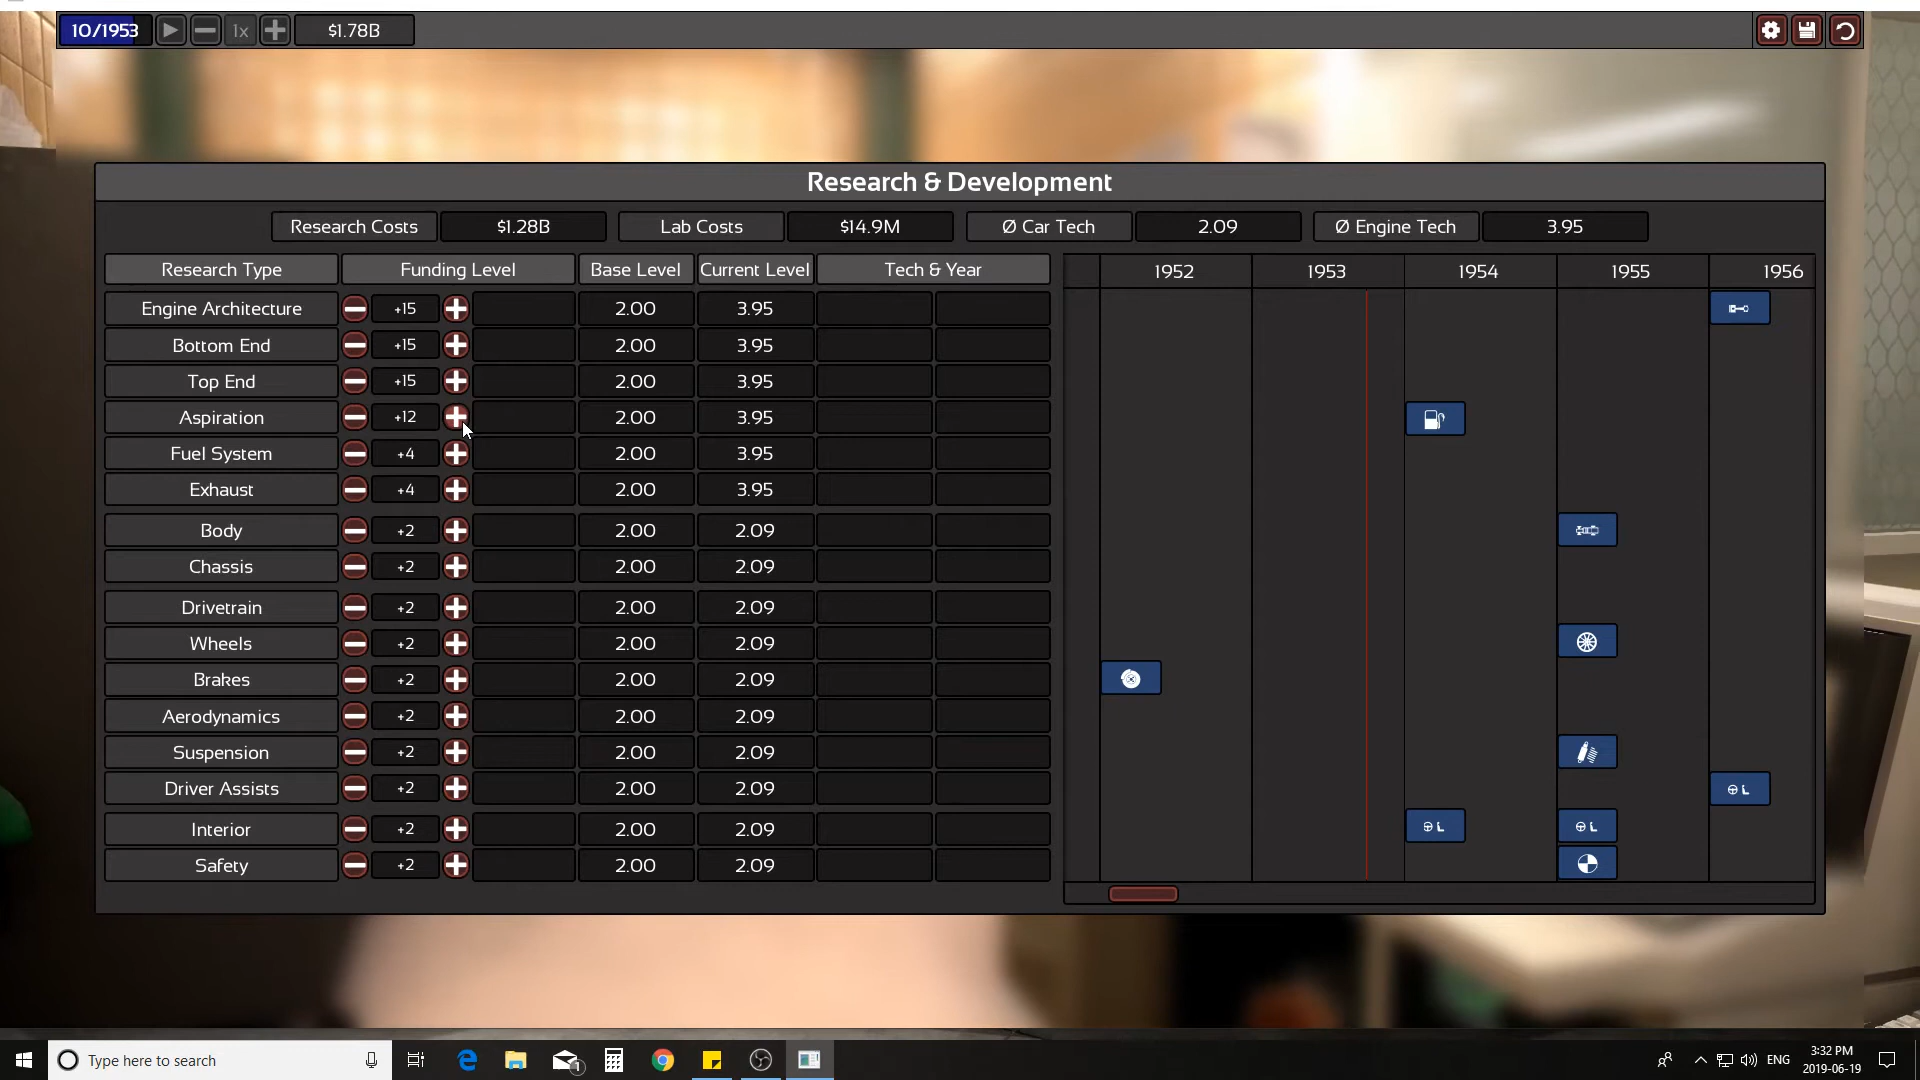 10/1953 1x $1.78B
Research & Development
Research Costs $1.28B Lab Costs $14.9M Ø Car Tech 2.09 Ø Engine Tech 3.95
Research Type Funding Level Base Level Current Level Tech & Year 1952 1953 1954 1955 1956
Engine Architecture +15 2.00 3.95
Bottom End +15 2.00 3.95
Top End +15 2.00 3.95
Aspiration +12 2.00 3.95
Fuel System +4 2.00 3.95
Exhaust +4 2.00 3.95
Body +2 2.00 2.09
Chassis +2 2.00 2.09
Drivetrain +2 2.00 2.09
Wheels +2 2.00 2.09
Brakes +2 2.00 2.09
Aerodynamics +2 2.00 2.09
Suspension +2 2.00 2.09
Driver Assists +2 2.00 2.09
Interior +2 2.00 2.09
Safety +2 2.00 2.09
Type here to search 1 ENG 3:32 PM
2019-06-19